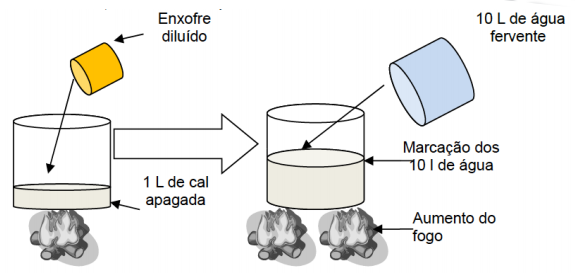 Enxofre
diluído
10 L de água
fervente
1 L de cal
apagada
Marcação dos
10 l de água
Aumento do
fogo